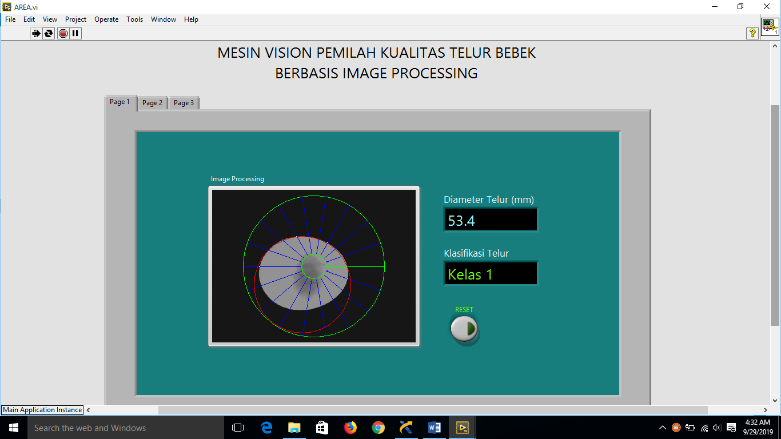 AREA.vi
File Edit View Project Operate Tools Window Help
MESIN VISION PEMILAH KUALITAS TELUR BEBEK
BERBASIS IMAGE PROCESSING
Page 1 Page 2 Page 3
Image Processing
Diameter Telur (mm)
53.4
Klasifikasi Telur
Kelas 1
RESET
Main Application Instance
Search the web and Windows
4:32 AM
9/29/2019